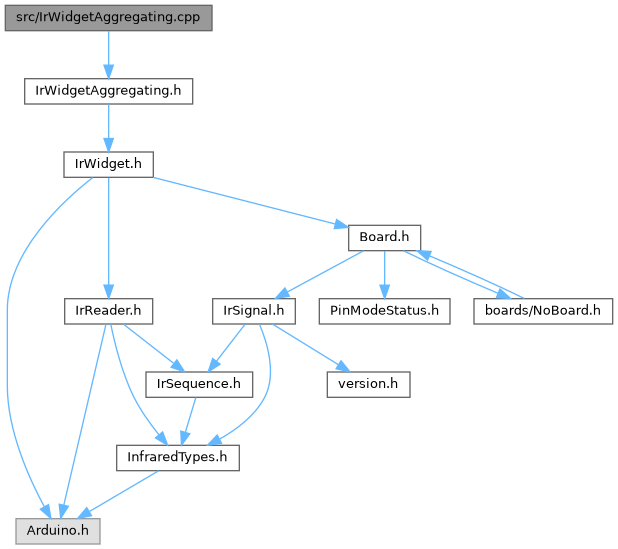 src/IrWidgetAggregating.cpp
IrWidgetAggregating.h
IrWidget.h
Board.h
IrReader.h
IrSignal.h
PinModeStatus.h
boards/NoBoard.h
IrSequence.h
version.h
InfraredTypes.h
Arduino.h